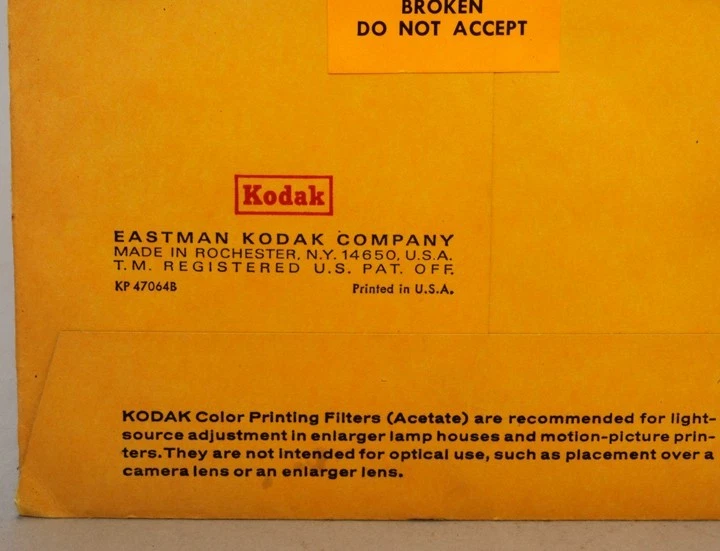 BROKEN
DO NOT ACCEPT
Kodak
EASTMAN KODAK COMPANY
MADE IN ROCHESTER, N.Y. 14650, U.S.A.
T.M. REGISTERED U.S. PAT. OFF.
KP 47064B Printed in U.S.A.
KODAK Color Printing Filters (Acetate) are recommended for light-
source adjustment in enlarger lamp houses and motion-picture prin-
ters. They are not intended for optical use, such as placement over a
camera lens or an enlarger lens.